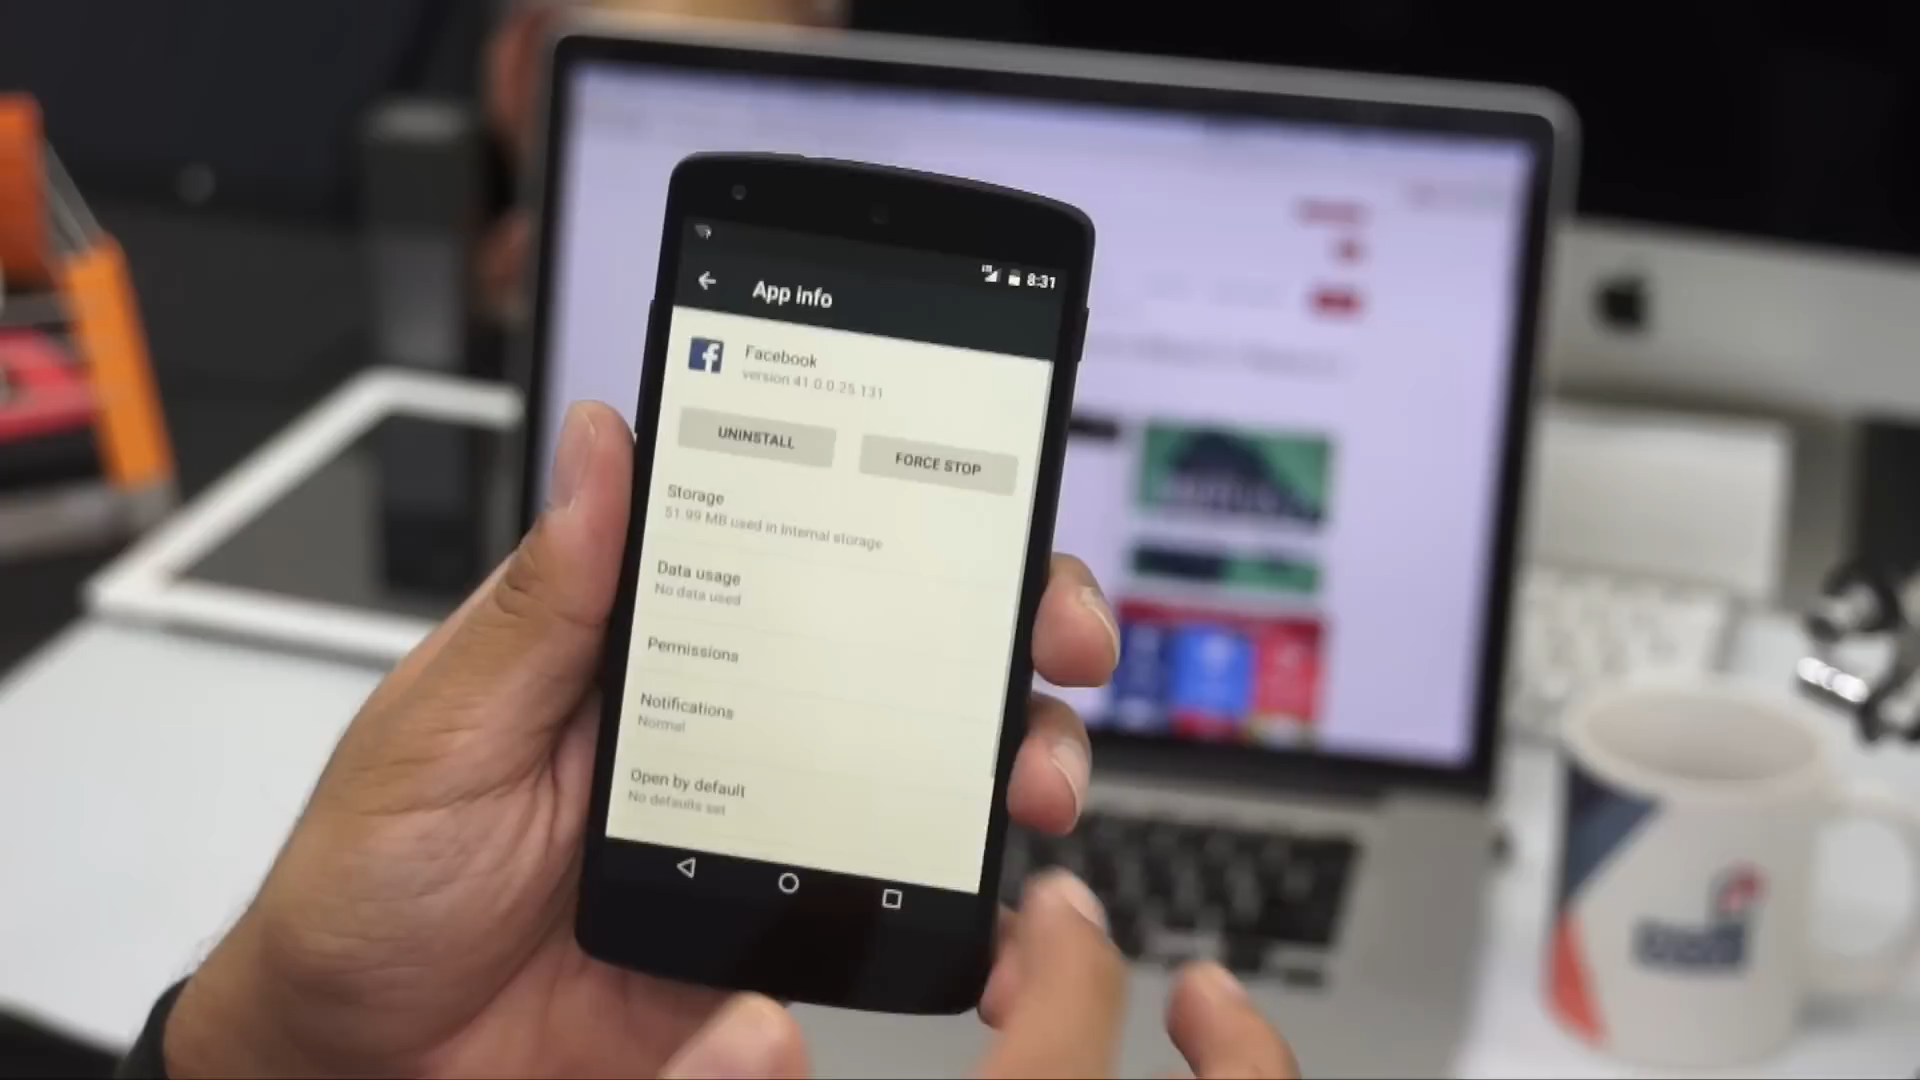 8:31
App info
Facebook
version 41.0.0.25.131
UNINSTALL
FORCE STOP
Storage
51.99 MB used in Internal storage
Data usage
No data used
Permissions
Notifications
Normal
Open by default
No defaults set